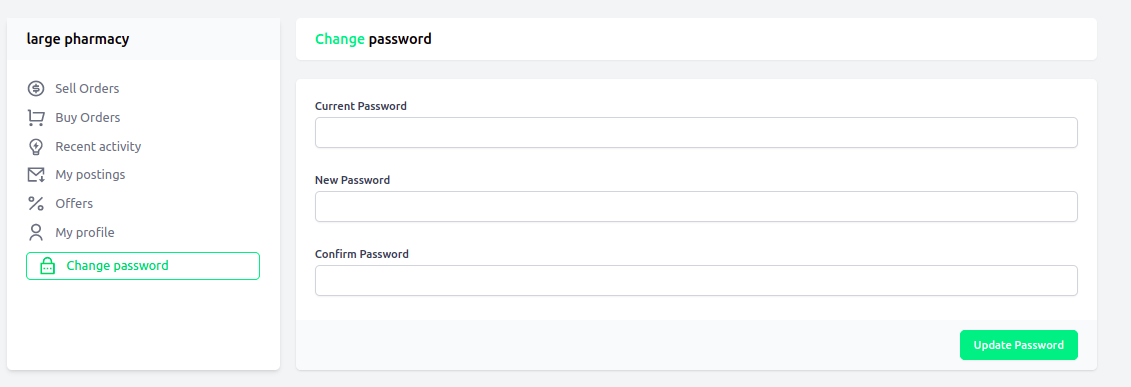 large pharmacy
Sell Orders
Buy Orders
Recent activity
My postings
Offers
My profile
Change password
Change password
Current Password
New Password
Confirm Password
Update Password